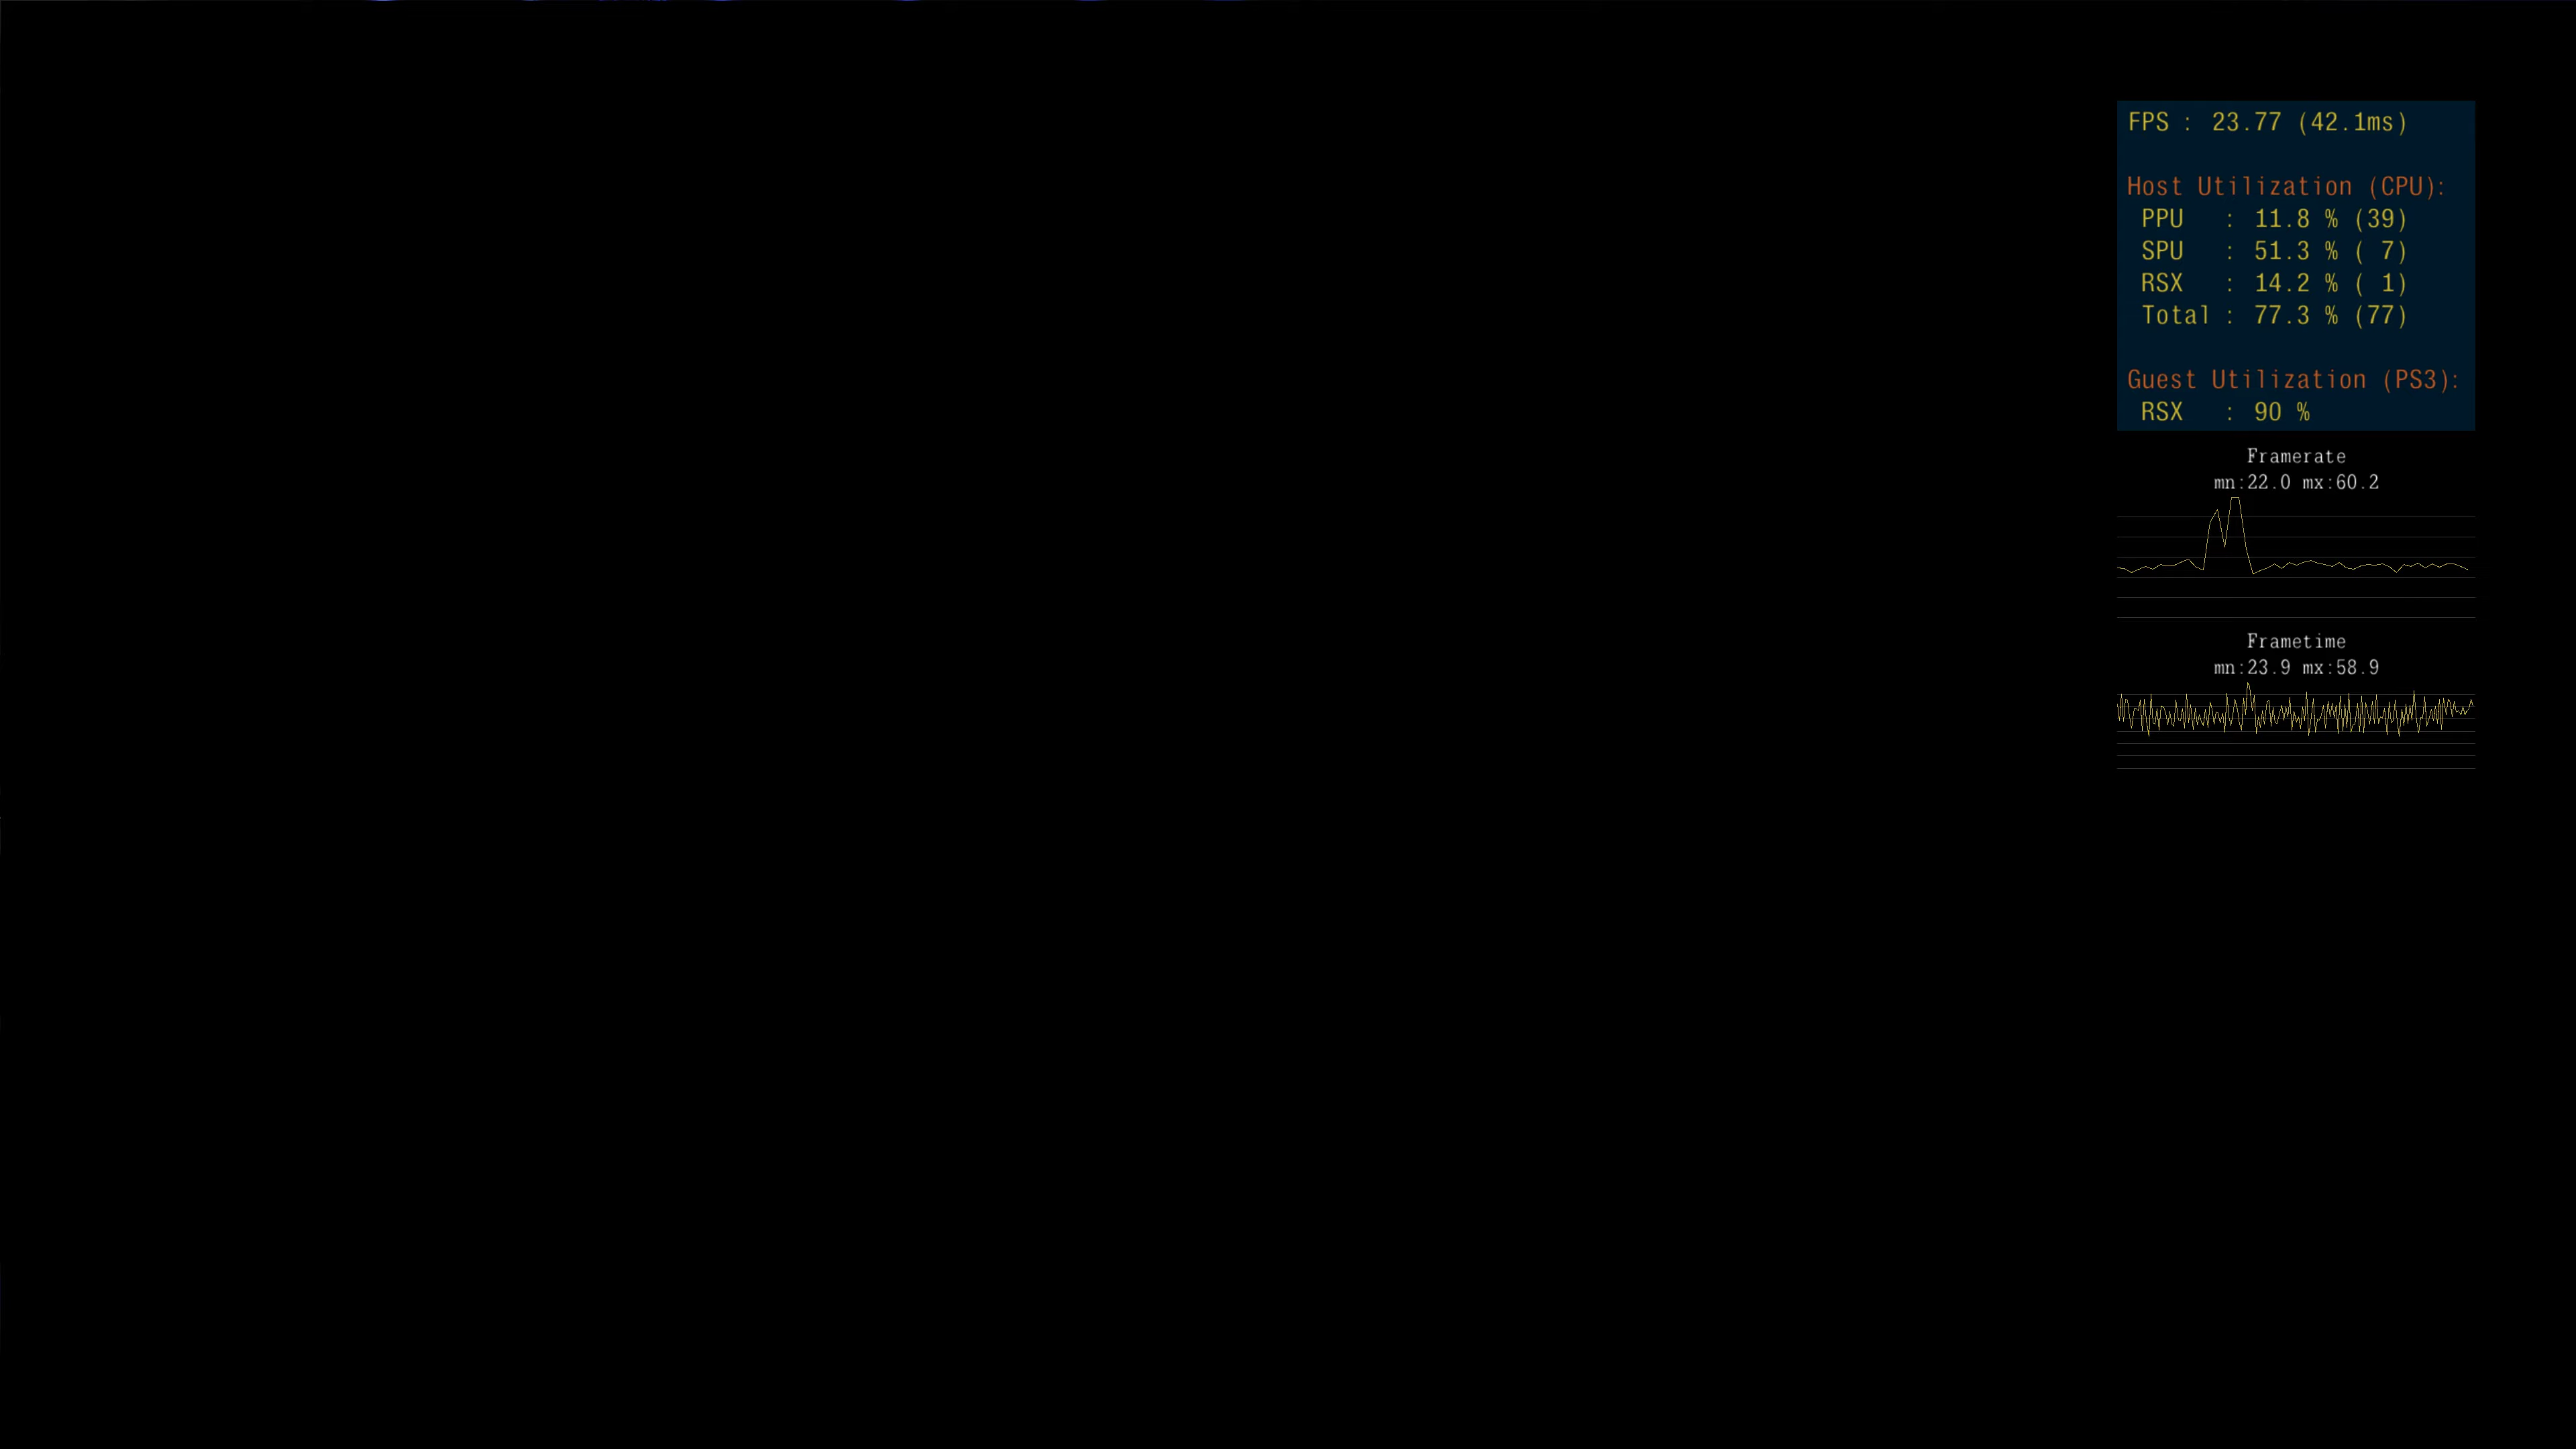 FPS : 23.77 (42.1ms)
Host Utilization (CPU):
PPU : 11.8 % (39)
SPU : 51.3 % ( 7)
RSX : 14.2 % ( 1)
Total : 77.3 % (77)
Guest Utilization (PS3):
RSX : 90 %
Framerate
mn:22.0 mx:60.2
Frametime
mn:23.9 mx:58.9